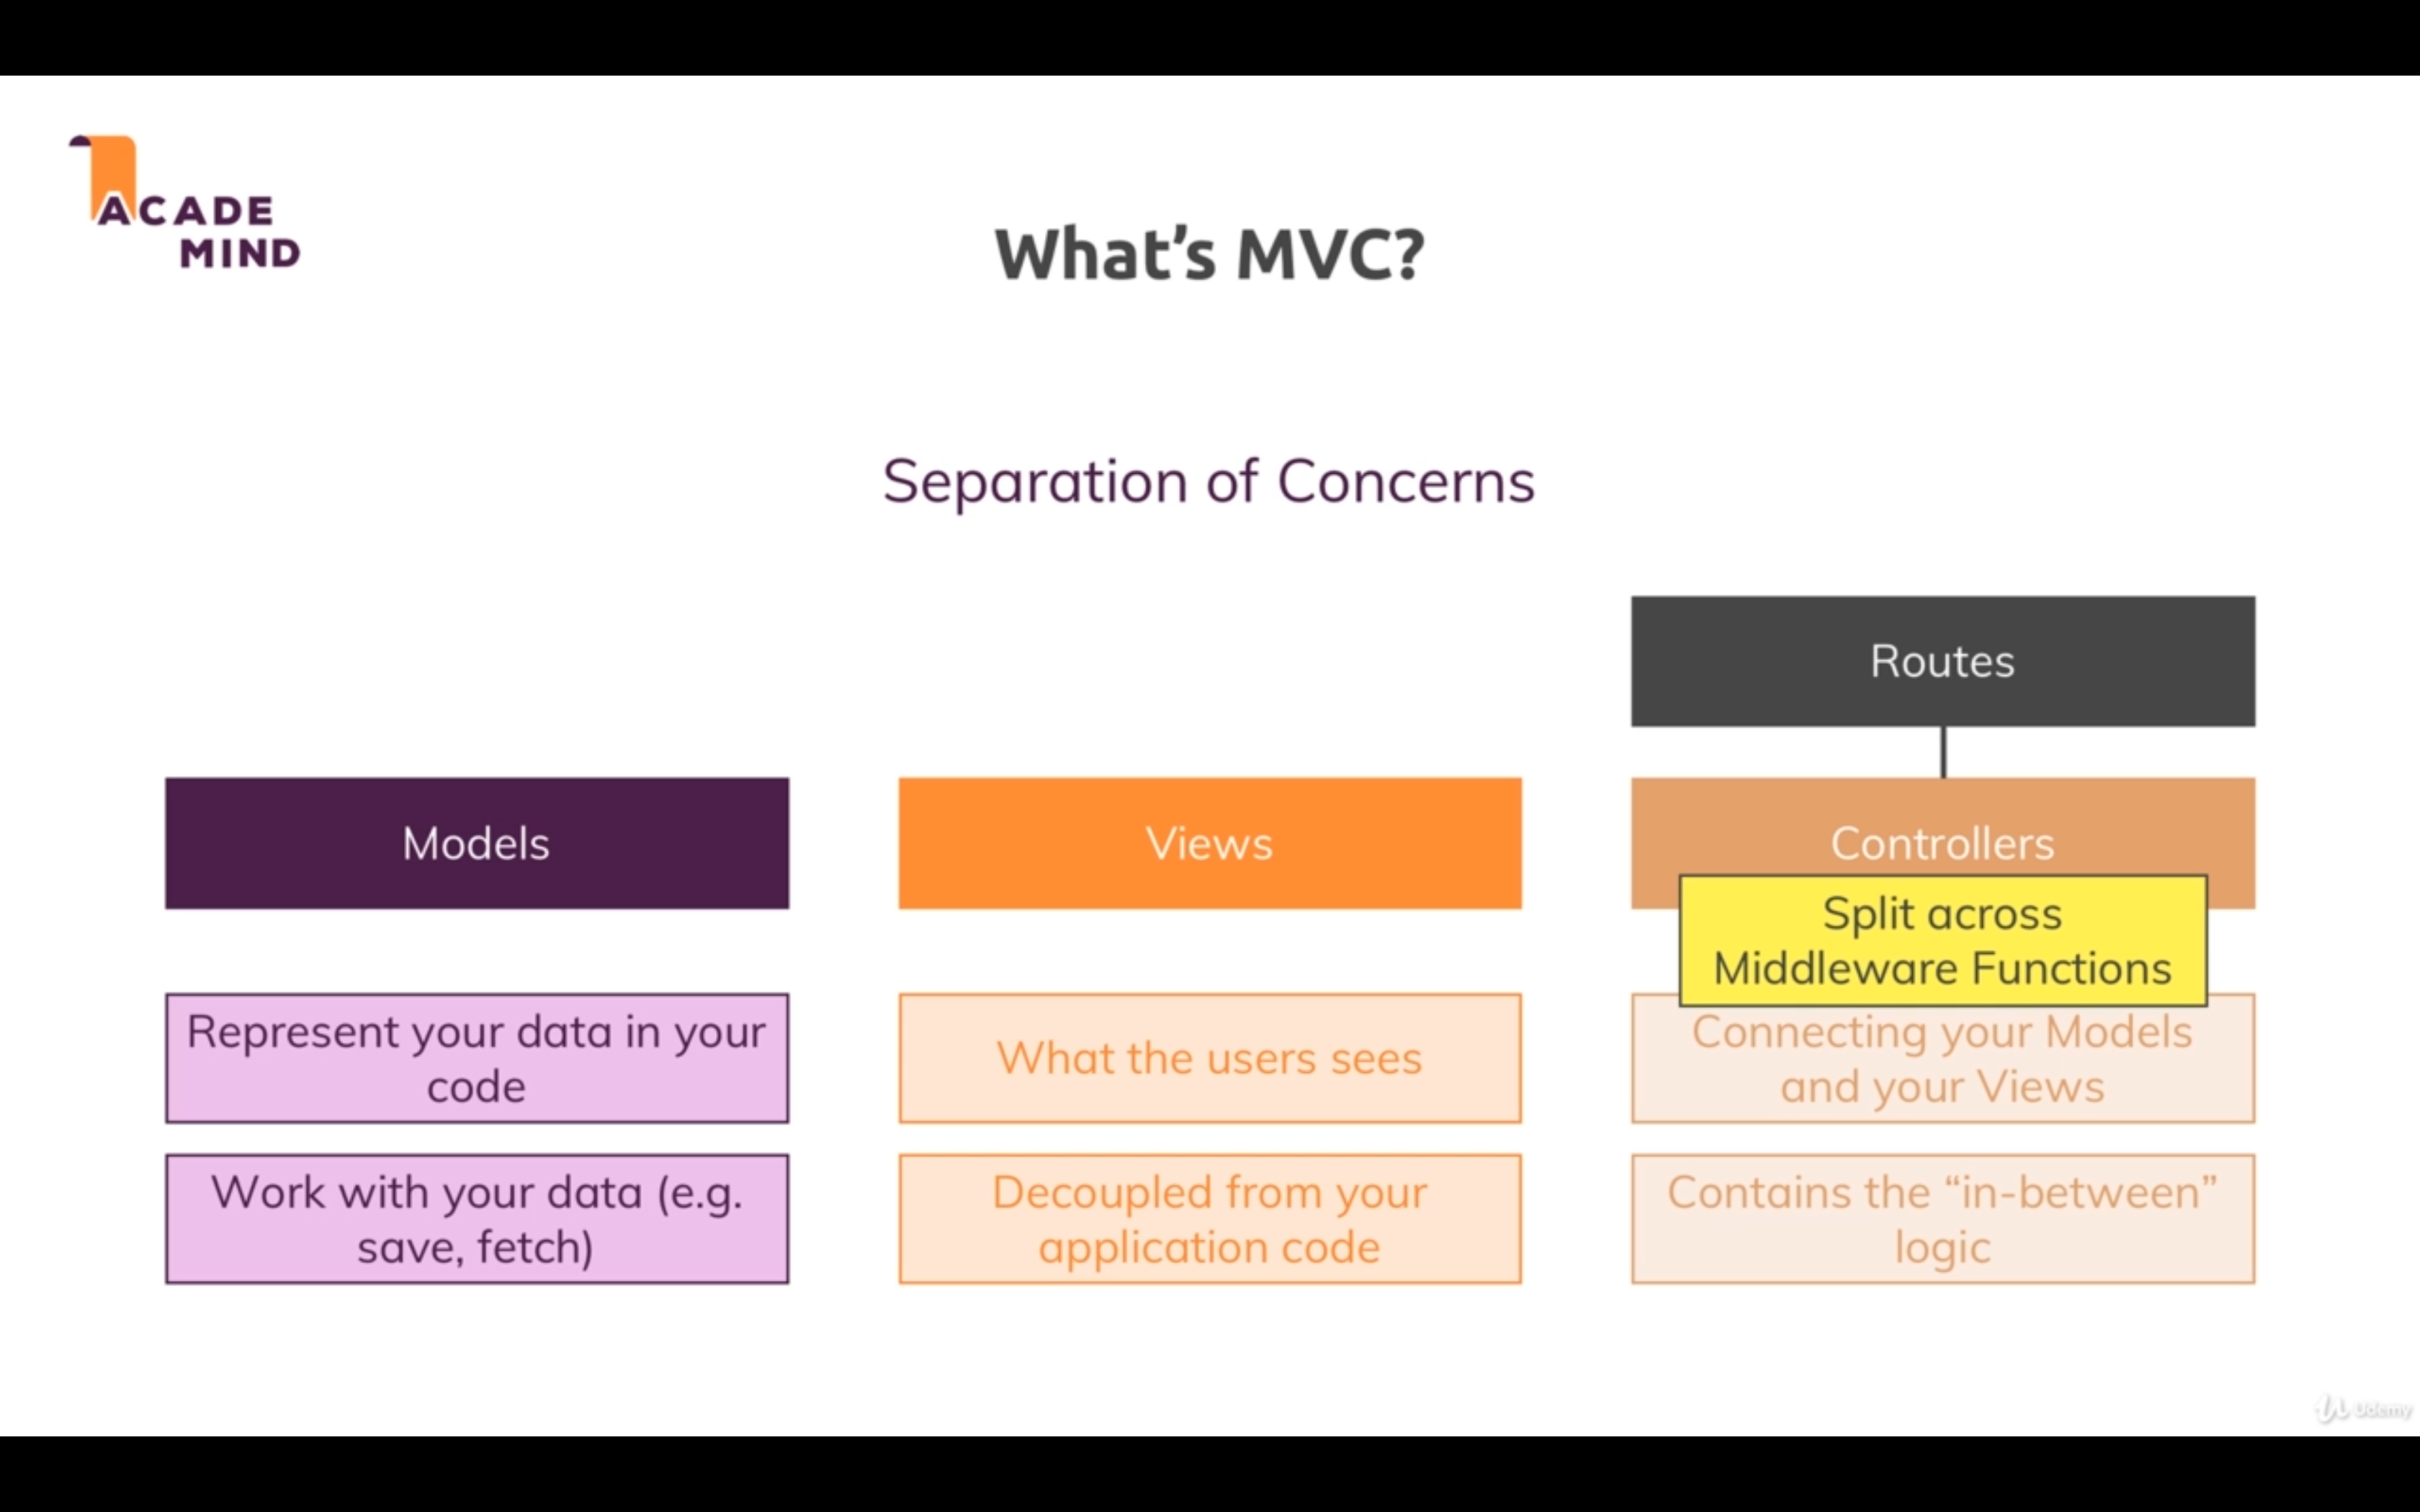 ACADE
MIND
What's MVC?
Separation of Concerns
Routes
Models
Views
Controllers
Split across
Middleware Functions
Represent your data in your
code
What the users sees
Connecting your Models
and your Views
Work with your data (e.g.
save, fetch)
Decoupled from your
application code
Contains the “in-between”
logic
Udemy